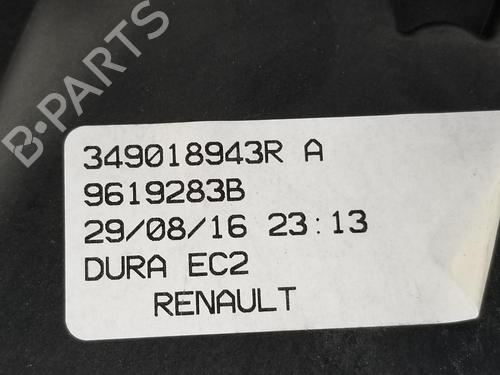 B-PARTS
349018943R A
9619283B
29/08/16 23:13
DURA EC2
RENAULT